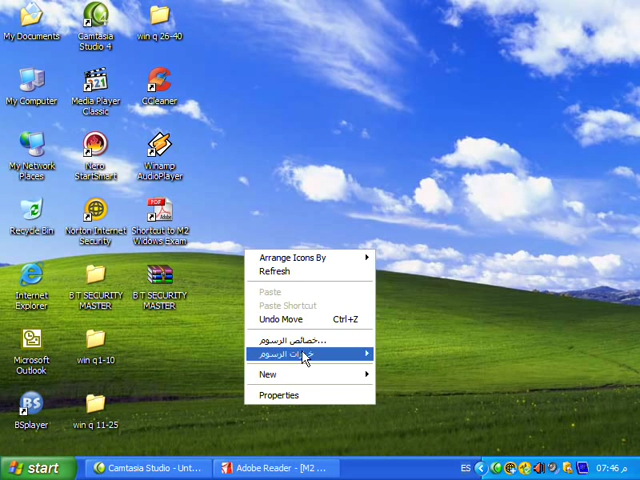 My Documents
Camtasia
Studio 4
win q 26-40
My Computer
Media Player
Classic
CCleaner
My Network
Places
Nero
StartSmart
Winamp
AudioPlayer
Recycle Bin
Norton Internet
Security
Shortcut to M2
Widows Exam
Internet
Explorer
B T SECURITY
MASTER
B T SECURITY
MASTER
Microsoft
Outlook
win q1-10
BSplayer
win q 11-25
Arrange Icons By
Refresh
Paste
Paste Shortcut
Undo Move Ctrl+Z
خصائص الرسوم...
خيارات الرسوم
New
Properties
start
Camtasia Studio - Unt...
Adobe Reader - [M2 ...
ES
07:46 م